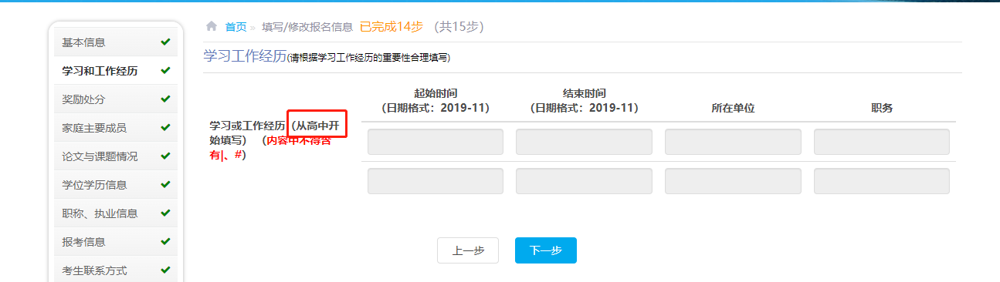 首页 » 填写/修改报名信息 已完成14步 （共15步）
学习工作经历(请根据学习工作经历的重要性合理填写)
基本信息
学习和工作经历
奖励处分
家庭主要成员
论文与课题情况
学位学历信息
职称、执业信息
报考信息
考生联系方式
起始时间
（日期格式：2019-11）
结束时间
（日期格式：2019-11）
所在单位
职务
学习或工作经历（从高中开
始填写）（内容中不得含
有|、#）
上一步
下一步